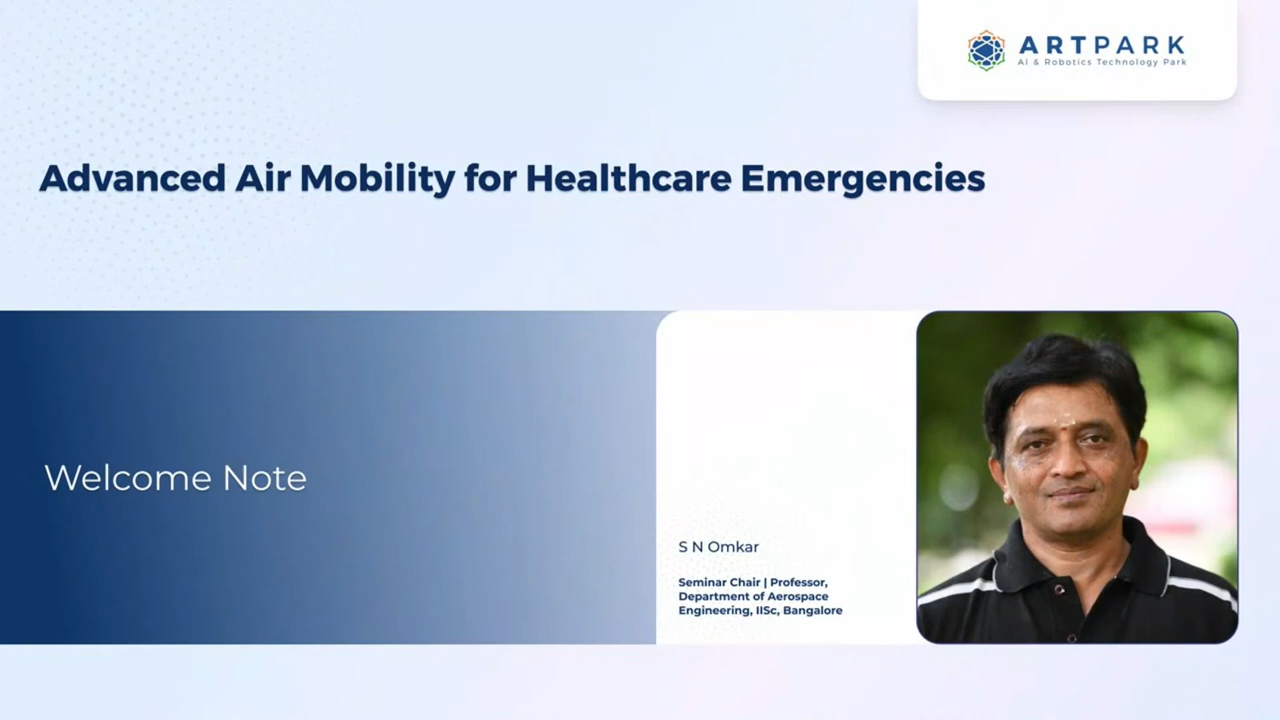 ARTPARK
AI & Robotics Technology Park
Advanced Air Mobility for Healthcare Emergencies
Welcome Note
S N Omkar
Seminar Chair | Professor,
Department of Aerospace
Engineering, IISc, Bangalore